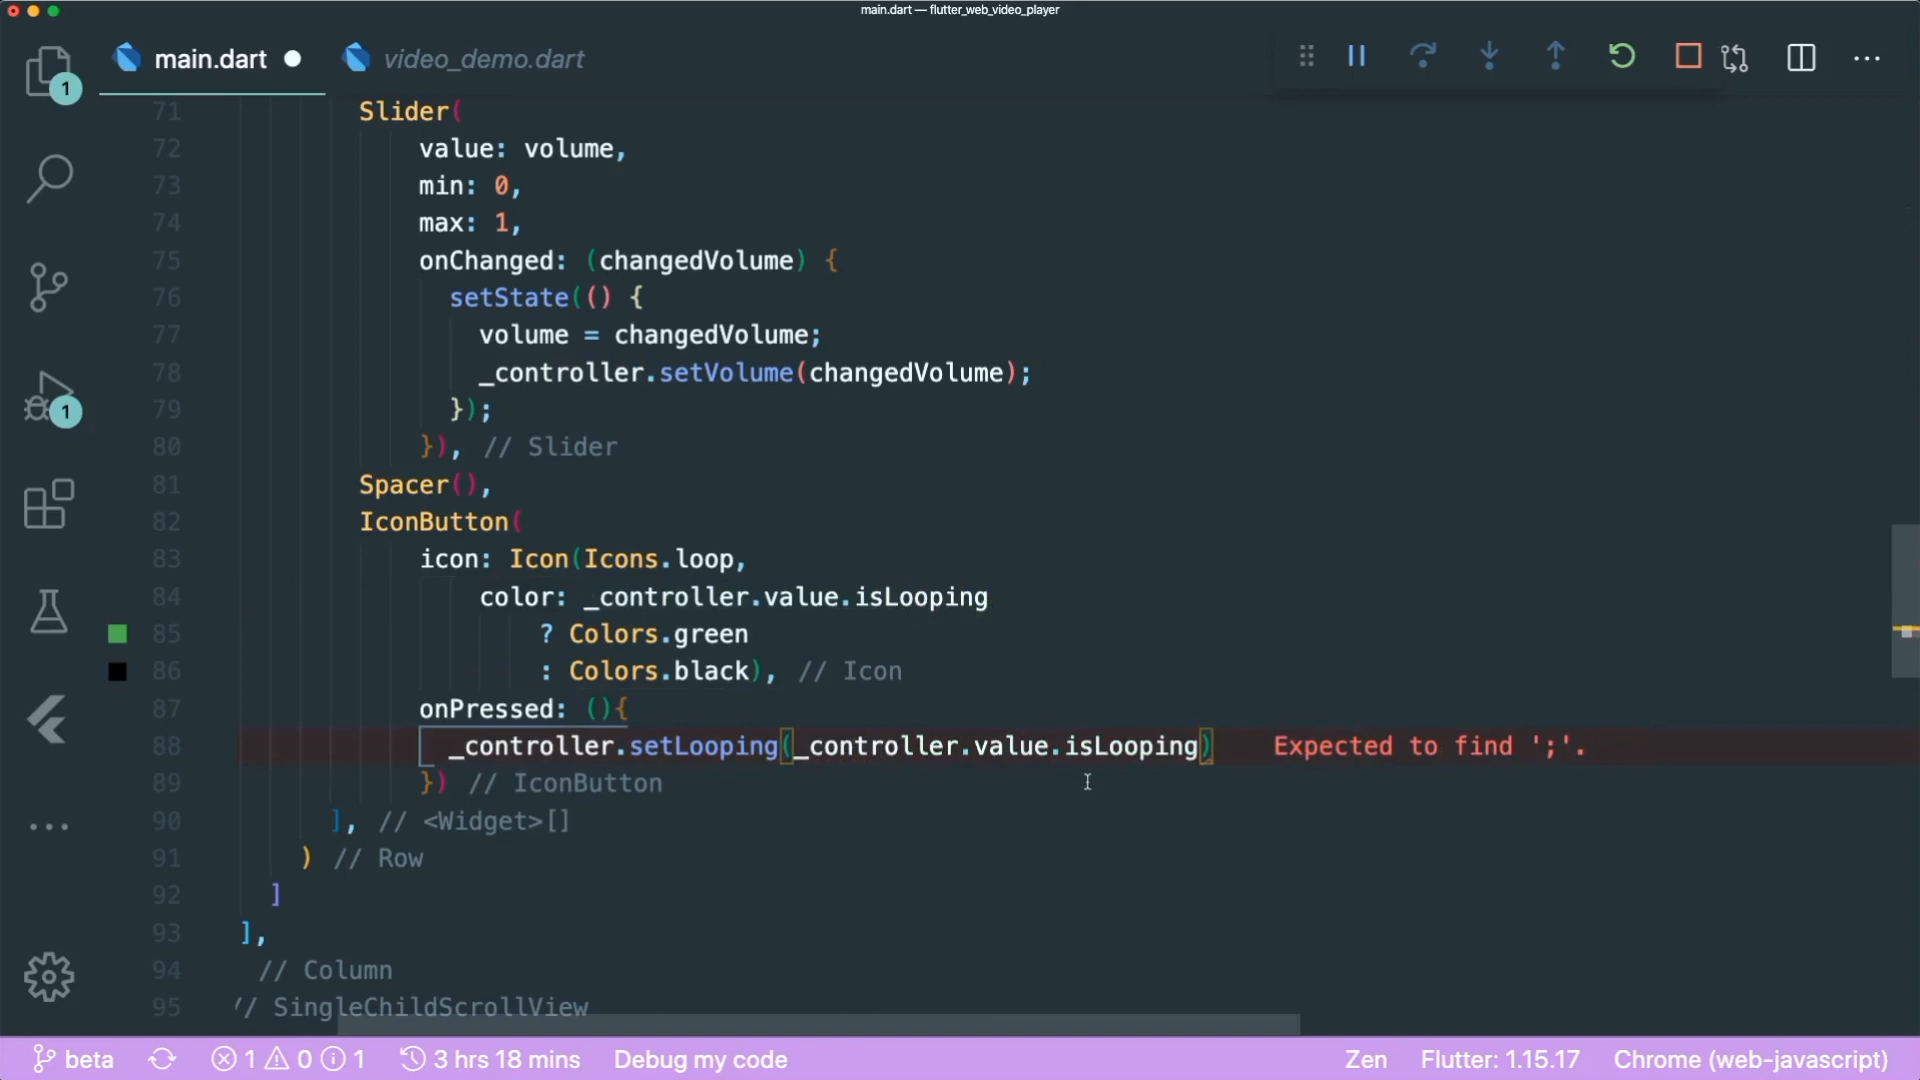 main.dart — flutter_web_video_player
main.dart
video_demo.dart
1
1
71 Slider(
72 value: volume,
73 min: 0,
74 max: 1,
75 onChanged: (changedVolume) {
76 setState(() {
77 volume = changedVolume;
78 _controller.setVolume(changedVolume);
79 });
80 }), // Slider
81 Spacer(),
82 IconButton(
83 icon: Icon(Icons.loop,
84 color: _controller.value.isLooping
85 ? Colors.green
86 : Colors.black), // Icon
87 onPressed: (){
88 _controller.setLooping(_controller.value.isLooping) Expected to find ';'.
89 }) // IconButton
90 ], // <Widget>[]
91 ) // Row
92 ]
93 ],
94 // Column
95 // SingleChildScrollView
beta 1 0 1 3 hrs 18 mins Debug my code Zen Flutter: 1.15.17 Chrome (web-javascript)